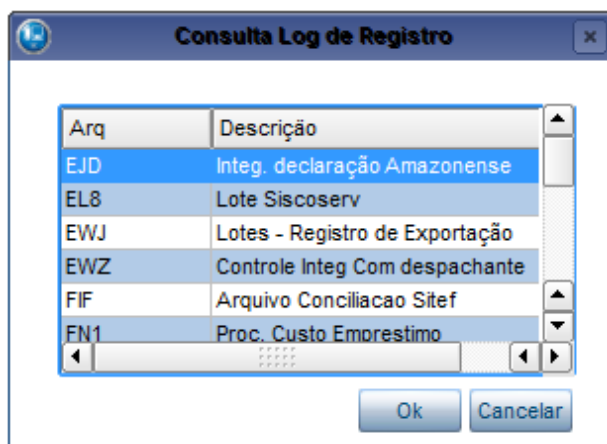 Consulta Log de Registro
Arq Descrição
EJD Integ. declaração Amazonense
EL8 Lote Siscoserv
EWJ Lotes - Registro de Exportação
EWZ Controle Integ Com despachante
FIF Arquivo Conciliacao Sitef
FN1 Proc. Custo Emprestimo
Ok Cancelar